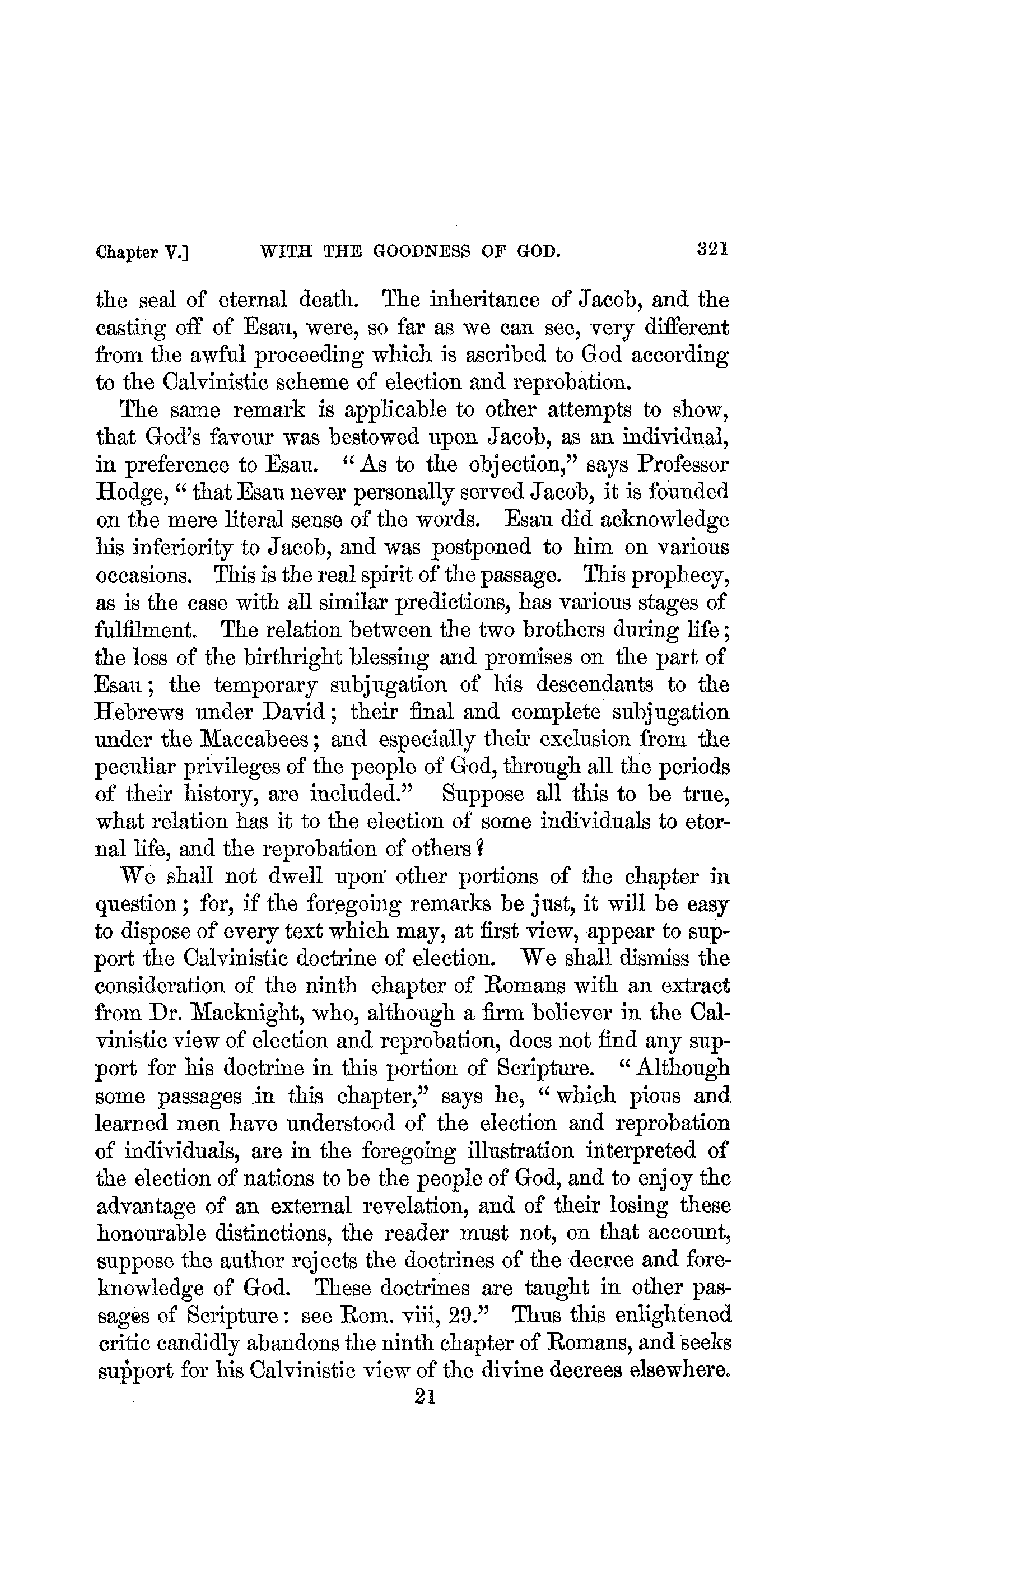 Chapter V.] WITH THE GOODNESS OF GOD. 321
the seal of eternal death. The inheritance of Jacob, and the
casting off of Esau, were, so far as we can see, very different
from the awful proceeding which is ascribed to God according
to the Calvinistic scheme of election and reprobation.
The same remark is applicable to other attempts to show,
that God's favour was bestowed upon Jacob, as an individual,
in preference to Esau. "As to the objection," says Professor
Hodge, "that Esau never personally served Jacob, it is founded
on the mere literal sense of the words. Esau did acknowledge
his inferiority to Jacob, and was postponed to him on various
occasions. This is the real spirit of the passage. This prophecy,
as is the case with all similar predictions, has various stages of
fulfilment. The relation between the two brothers during life;
the loss of the birthright blessing and promises on the part of
Esau; the temporary subjugation of his descendants to the
Hebrews under David; their final and complete subjugation
under the Maccabees; and especially their exclusion from the
peculiar privileges of the people of God, through all the periods
of their history, are included." Suppose all this to be true,
what relation has it to the election of some individuals to eter-
nal life, and the reprobation of others?
We shall not dwell upon other portions of the chapter in
question; for, if the foregoing remarks be just, it will be easy
to dispose of every text which may, at first view, appear to sup-
port the Calvinistic doctrine of election. We shall dismiss the
consideration of the ninth chapter of Romans with an extract
from Dr. Macknight, who, although a firm believer in the Cal-
vinistic view of election and reprobation, does not find any sup-
port for his doctrine in this portion of Scripture. "Although
some passages in this chapter," says he, "which pious and
learned men have understood of the election and reprobation
of individuals, are in the foregoing illustration interpreted of
the election of nations to be the people of God, and to enjoy the
advantage of an external revelation, and of their losing these
honourable distinctions, the reader must not, on that account,
suppose the author rejects the doctrines of the decree and fore-
knowledge of God. These doctrines are taught in other pas-
sages of Scripture: see Rom. viii, 29." Thus this enlightened
critic candidly abandons the ninth chapter of Romans, and seeks
support for his Calvinistic view of the divine decrees elsewhere.
21